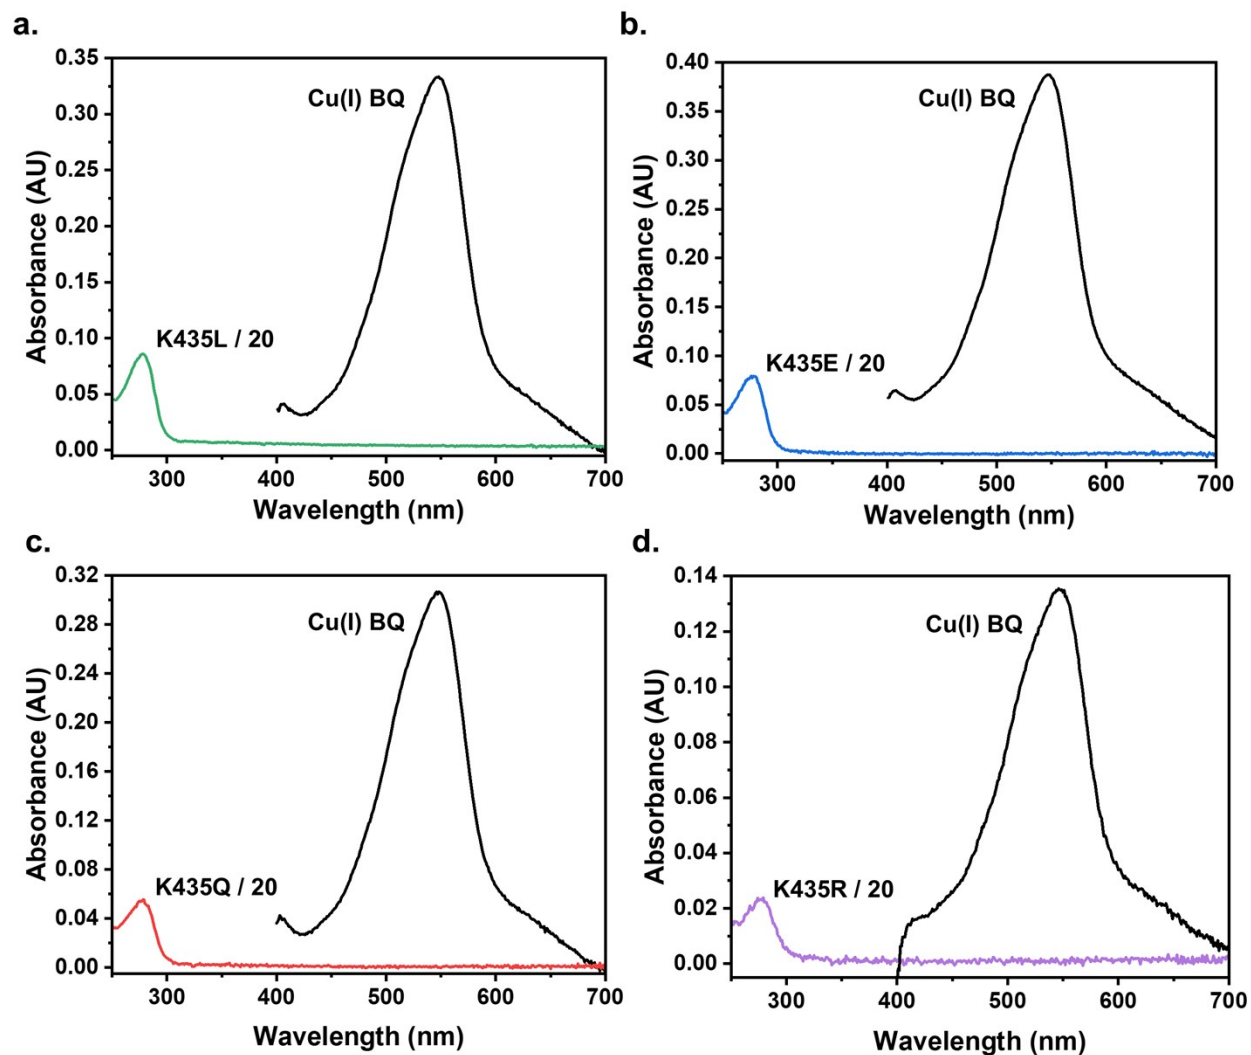 a.
0.35
0.30
0.25
0.20
0.15
0.10
0.05
0.00
Absorbance (AU)
Cu(I) BQ
K435L / 20
300
400
500
600
700
Wavelength (nm)
b.
0.40
0.35
0.30
0.25
0.20
0.15
0.10
0.05
0.00
Absorbance (AU)
Cu(I) BQ
K435E / 20
300
400
500
600
700
Wavelength (nm)
c.
0.32
0.28
0.24
0.20
0.16
0.12
0.08
0.04
0.00
Absorbance (AU)
Cu(I) BQ
K435Q / 20
300
400
500
600
700
Wavelength (nm)
d.
0.14
0.12
0.10
0.08
0.06
0.04
0.02
0.00
Absorbance (AU)
Cu(I) BQ
K435R / 20
300
400
500
600
700
Wavelength (nm)